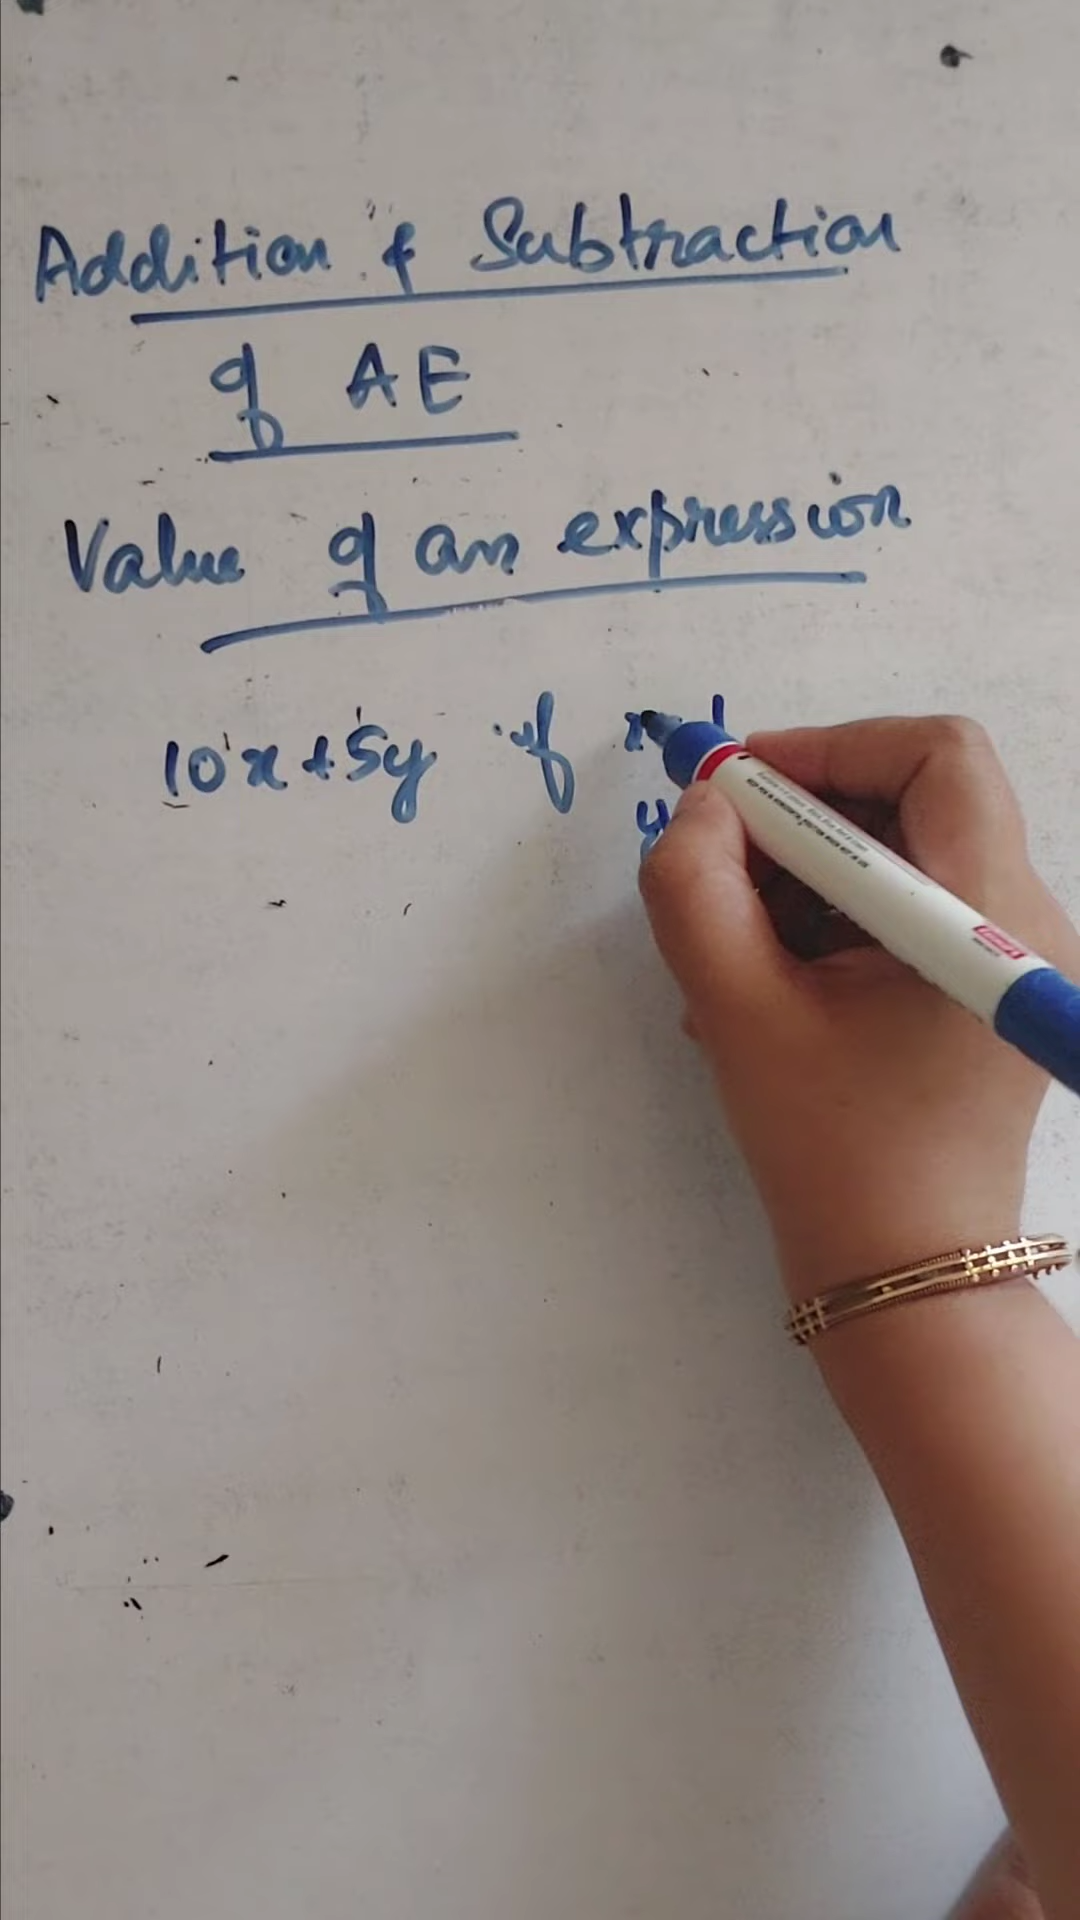 Addition & Subtraction
of AE
Value of an expression
10x+5y if x
y